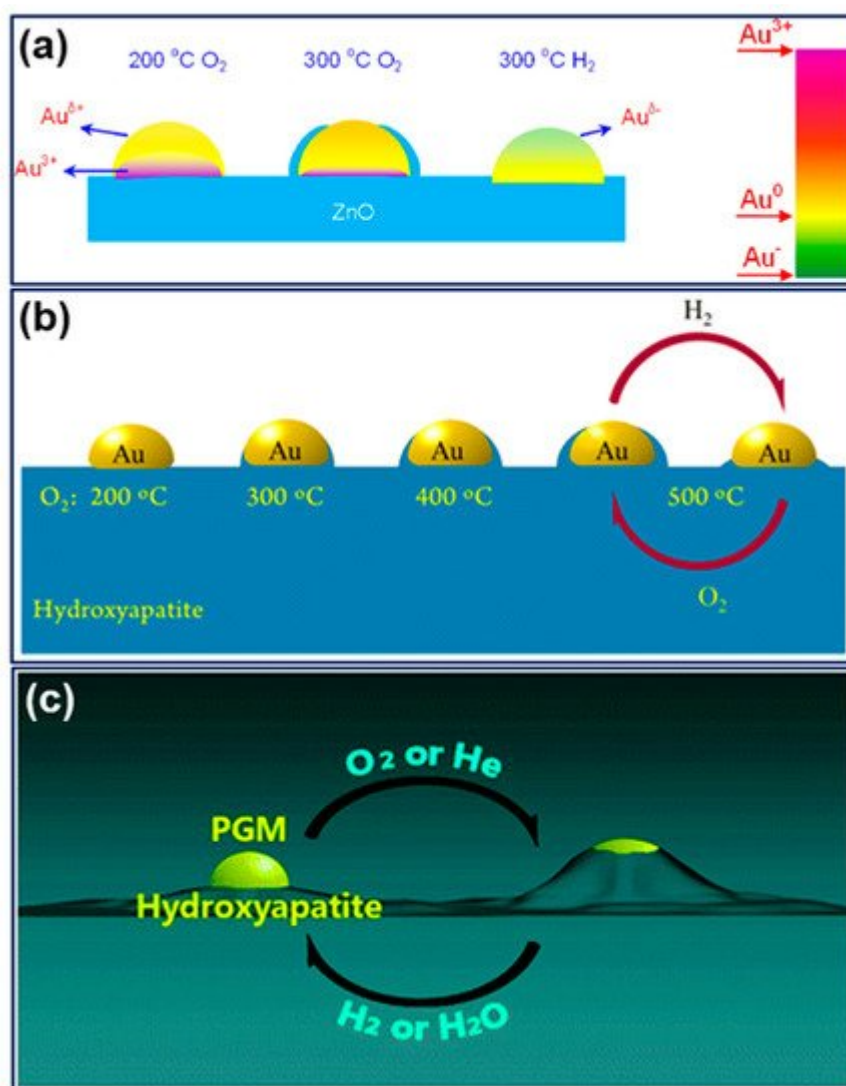 (a)
200 °C O₂
300 °C O₂
300 °C H₂
Au³⁺
Auᵟ⁺
Auᵟ⁻
Au³⁺
ZnO
Au⁰
Au⁻
(b)
H₂
Au
Au
Au
Au
Au
O₂: 200 °C
300 °C
400 °C
500 °C
Hydroxyapatite
O₂
(c)
O₂ or He
PGM
Hydroxyapatite
H₂ or H₂O